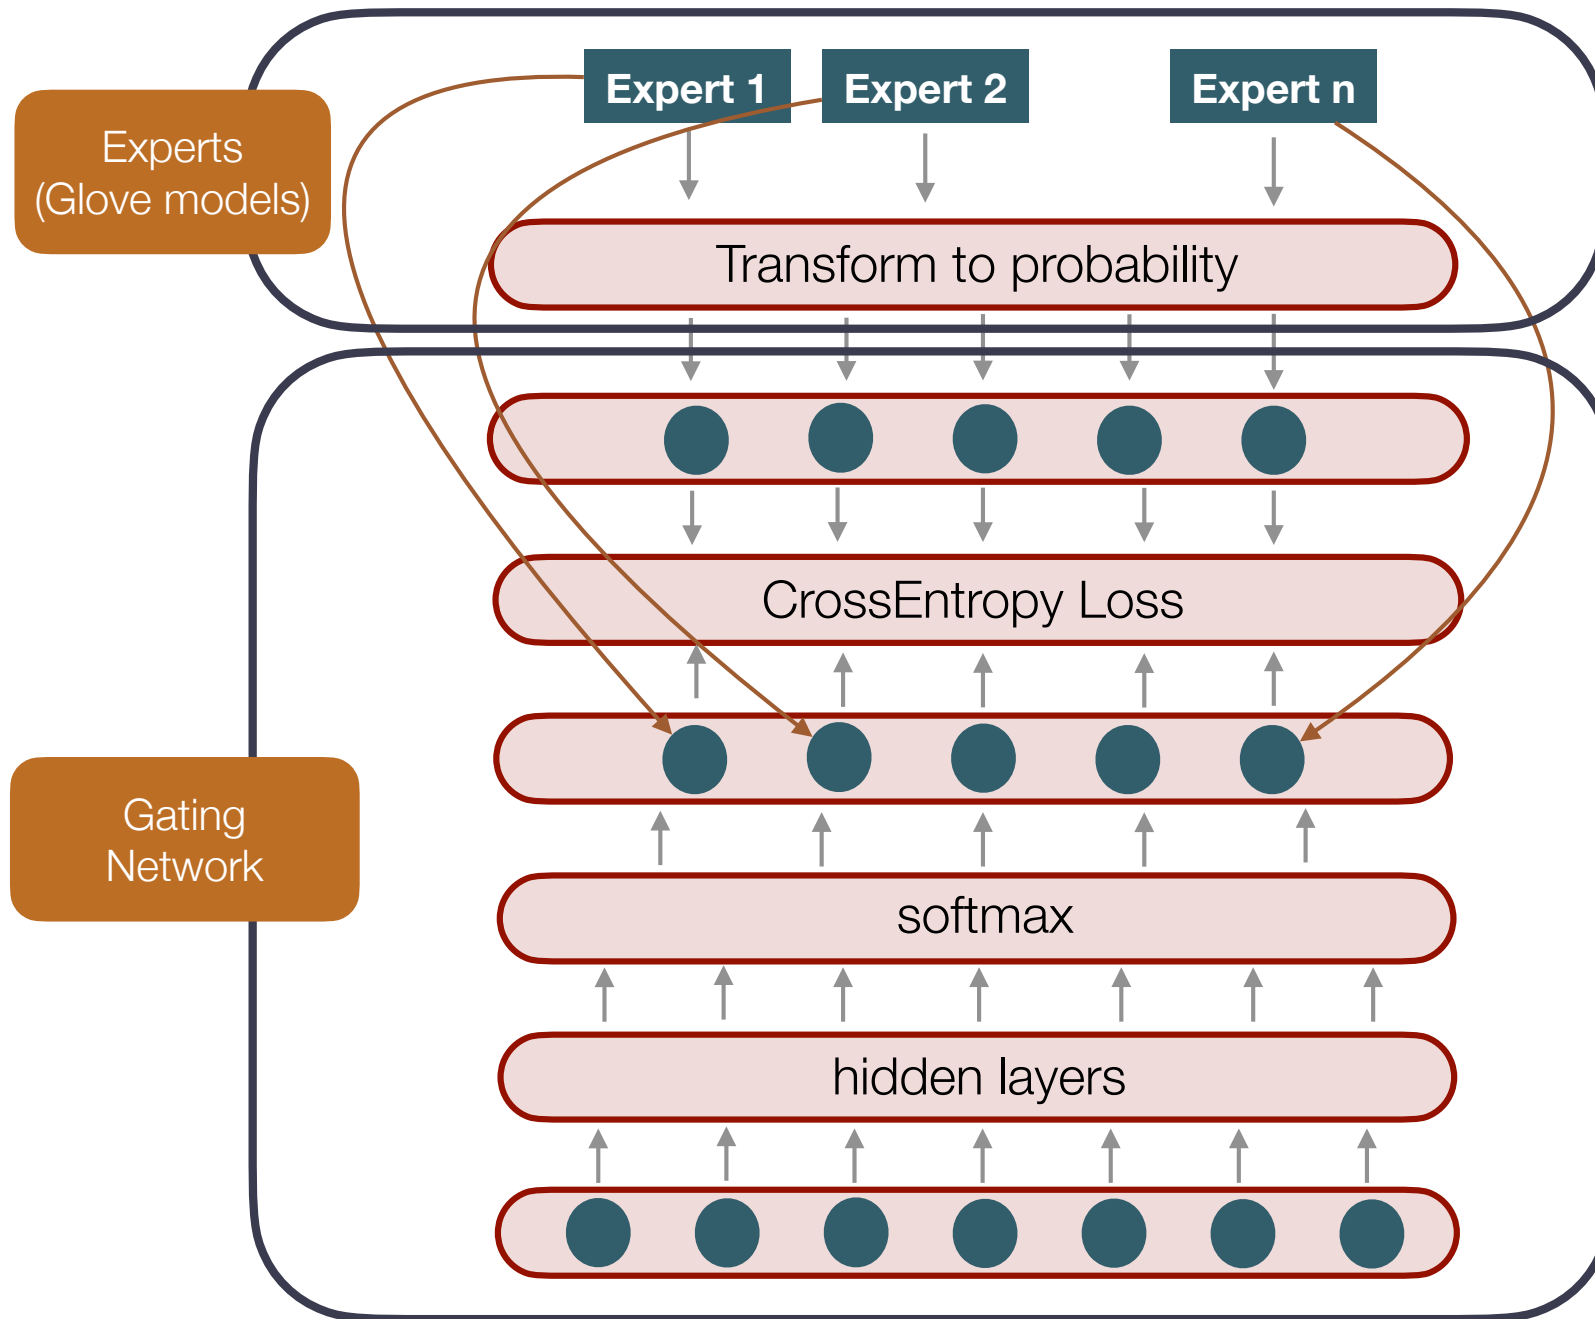 Expert 1
Expert 2
Expert n
Experts
(Glove models)
Transform to probability
CrossEntropy Loss
Gating
Network
softmax
hidden layers